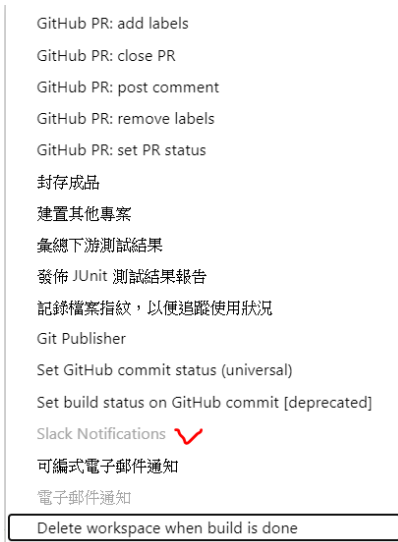 GitHub PR: add labels
GitHub PR: close PR
GitHub PR: post comment
GitHub PR: remove labels
GitHub PR: set PR status
封存成品
建置其他專案
彙總下游測試結果
發佈 JUnit 測試結果報告
記錄檔案指紋，以便追蹤使用狀況
Git Publisher
Set GitHub commit status (universal)
Set build status on GitHub commit [deprecated]
Slack Notifications
可編式電子郵件通知
電子郵件通知
Delete workspace when build is done